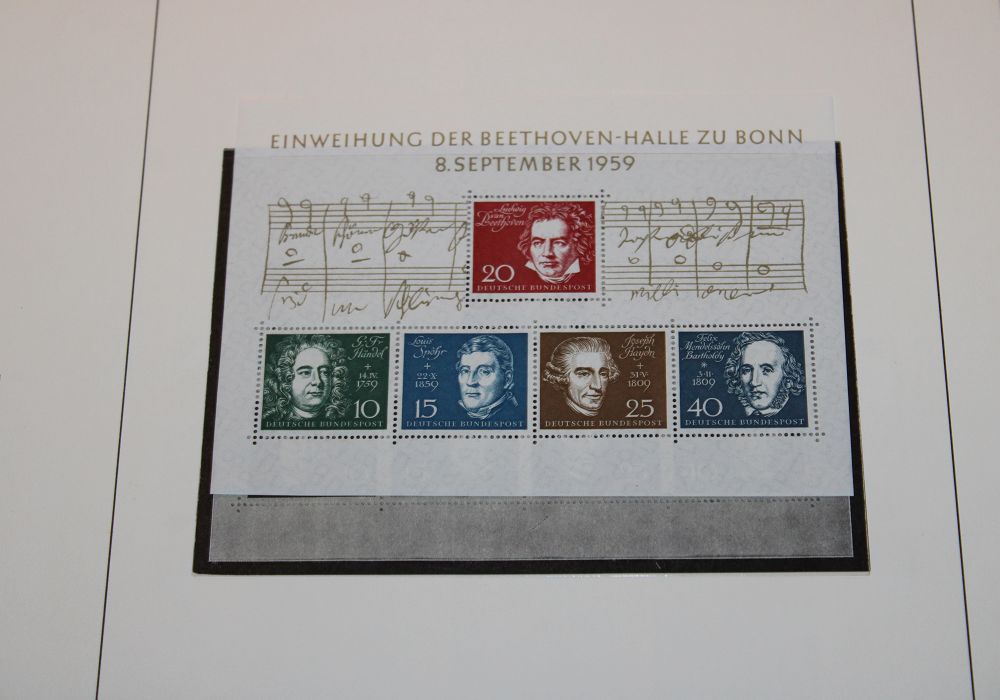 EINWEIHUNG DER BEETHOVEN-HALLE ZU BONN
8. SEPTEMBER 1959
Ludwig
van
Beethoven
20
DEUTSCHE BUNDESPOST
G.F.
Händel
+
14.IV.
1759
10
DEUTSCHE BUNDESPOST
Louis
Spohr
+
22·X·
1859
15
DEUTSCHE BUNDESPOST
Joseph
Haydn
+
31·V·
1809
25
DEUTSCHE BUNDESPOST
Felix
Mendelssohn
Bartholdy
*
3·II·
1809
40
DEUTSCHE BUNDESPOST